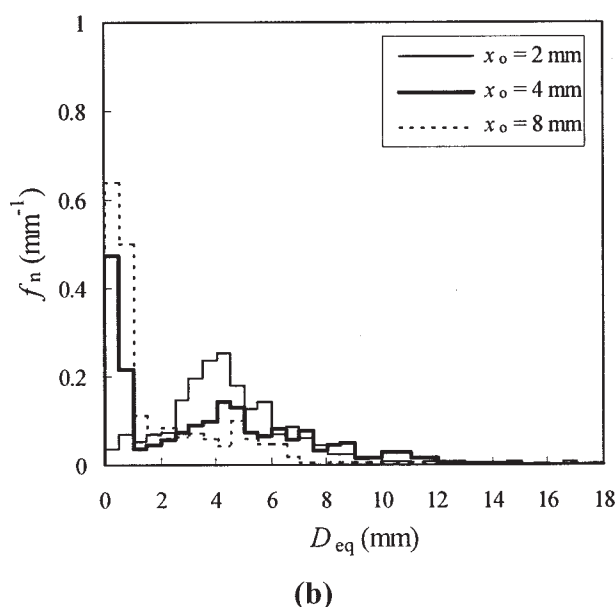 1
0.8
0.6
0.4
0.2
0
f n (mm-1)
x o = 2 mm
x o = 4 mm
x o = 8 mm
0 2 4 6 8 10 12 14 16 18
D eq (mm)
(b)